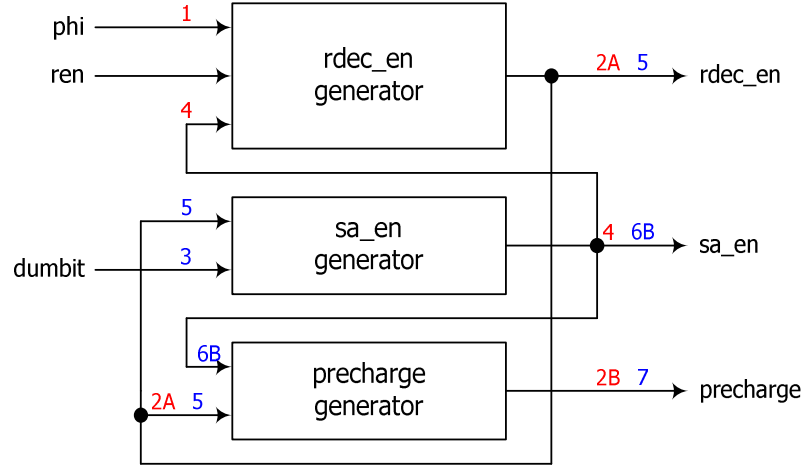 phi
1
ren
4
rdec_en
generator
2A 5
rdec_en
5
dumbit
3
sa_en
generator
4 6B
sa_en
6B
2A 5
precharge
generator
2B 7
precharge